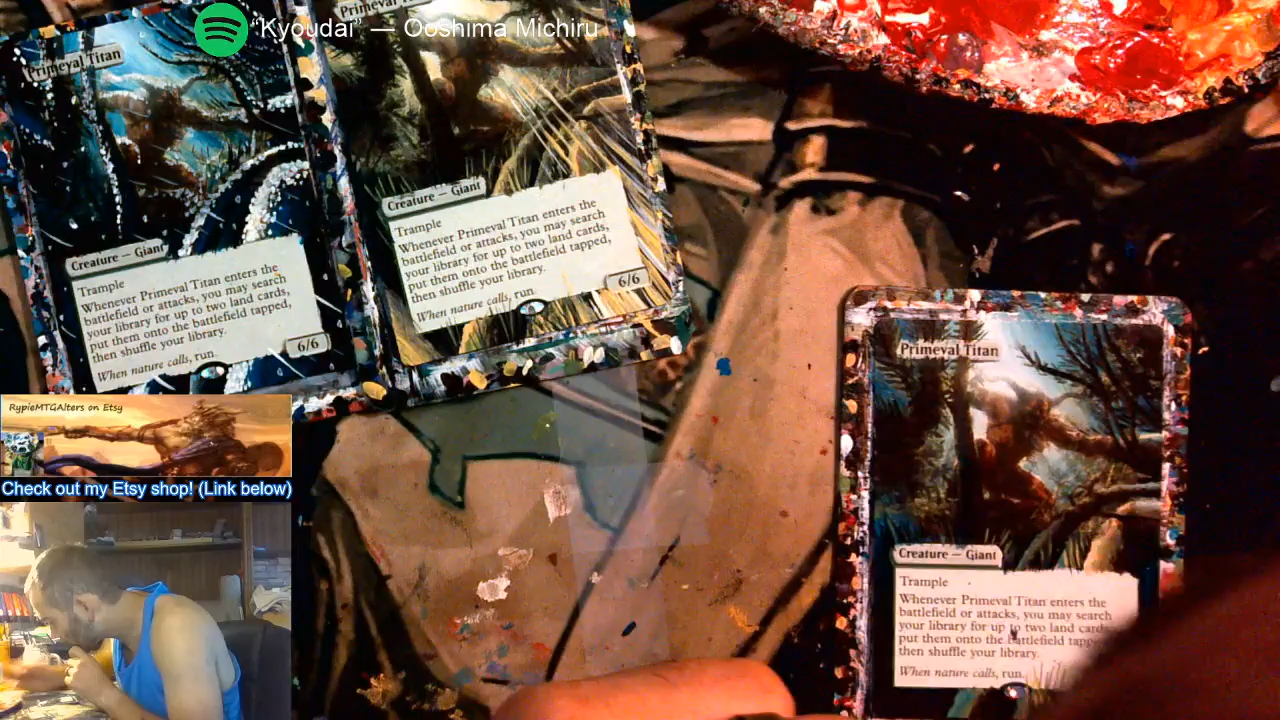 "Kyoudai" — Ooshima Michiru
Primeval Titan
Creature — Giant
Trample
Whenever Primeval Titan enters the
battlefield or attacks, you may search
your library for up to two land cards,
put them onto the battlefield tapped,
then shuffle your library.
When nature calls, run.
6/6
Primeval Titan
Creature — Giant
Trample
Whenever Primeval Titan enters the
battlefield or attacks, you may search
your library for up to two land cards,
put them onto the battlefield tapped,
then shuffle your library.
When nature calls, run.
6/6
RypieMTGAlters on Etsy
Check out my Etsy shop! (Link below)
Primeval Titan
Creature — Giant
Trample
Whenever Primeval Titan enters the
battlefield or attacks, you may search
your library for up to two land cards
put them onto the battlefield
then shuffle your library.
When nature calls, run.